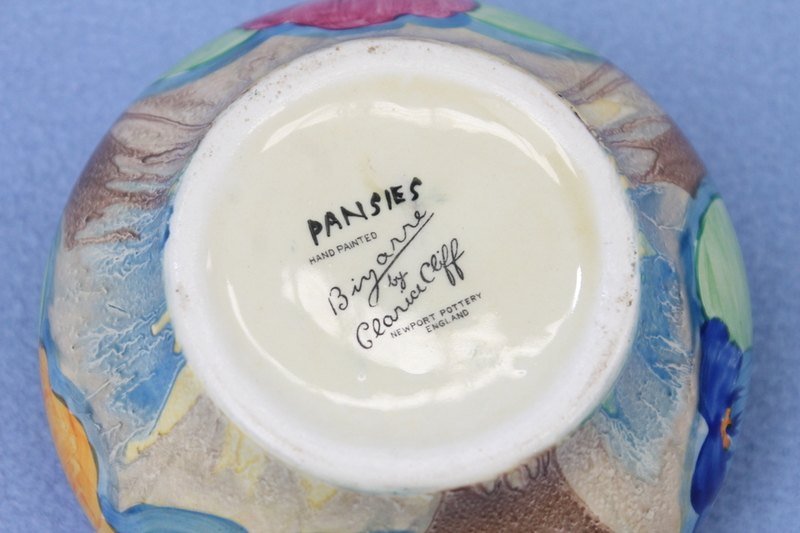 PANSIES
HAND PAINTED
Bizarre
by
Clarice Cliff
NEWPORT POTTERY
ENGLAND